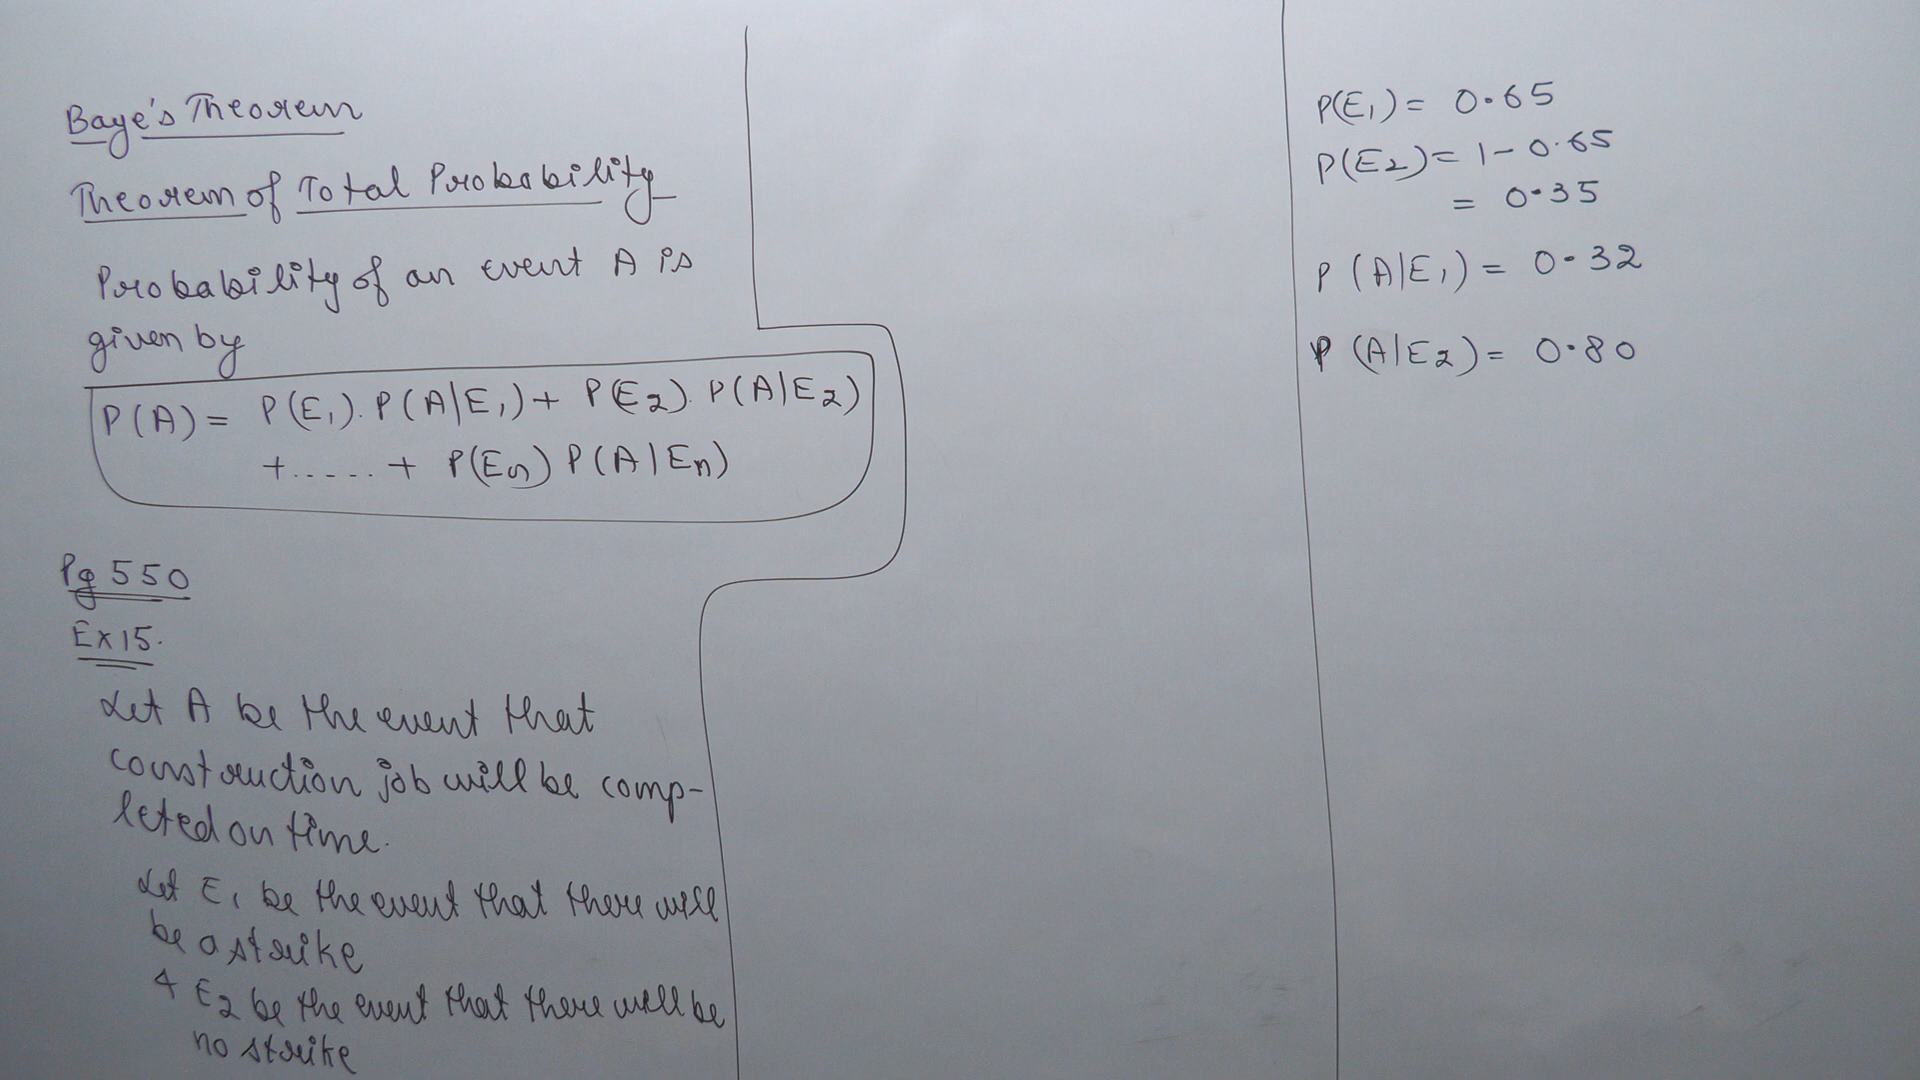 Baye's Theorem
Theorem of Total Probability
Probability of an event A is
given by
P(A) = P(E₁). P(A|E₁) + P(E₂). P(A|E₂)
+..... + P(En) P(A|En)
Pg 550
Ex 15.
Let A be the event that
construction job will be comp-
leted on time.
Let E₁ be the event that there will
be a strike
& E₂ be the event that there will be
no strike
P(E₁) = 0.65
P(E₂) = 1 - 0.65
= 0.35
P (A|E₁) = 0.32
P (A|E₂) = 0.80